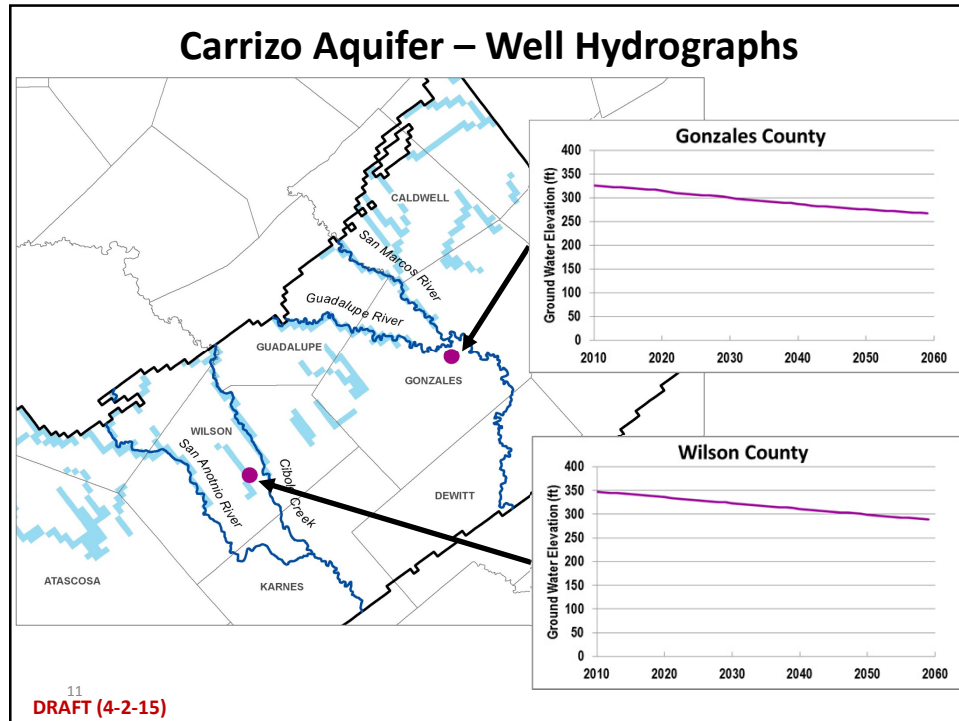 Carrizo Aquifer – Well Hydrographs
CALDWELL
San Marcos River
Guadalupe River
GUADALUPE
GONZALES
WILSON
San Anotnio River
Cibolo Creek
DEWITT
ATASCOSA
KARNES
Gonzales County
Ground Water Elevation (ft)
400
350
300
250
200
150
100
50
0
2010 2020 2030 2040 2050 2060
Wilson County
Ground Water Elevation (ft)
400
350
300
250
200
150
100
50
0
2010 2020 2030 2040 2050 2060
11
DRAFT (4-2-15)